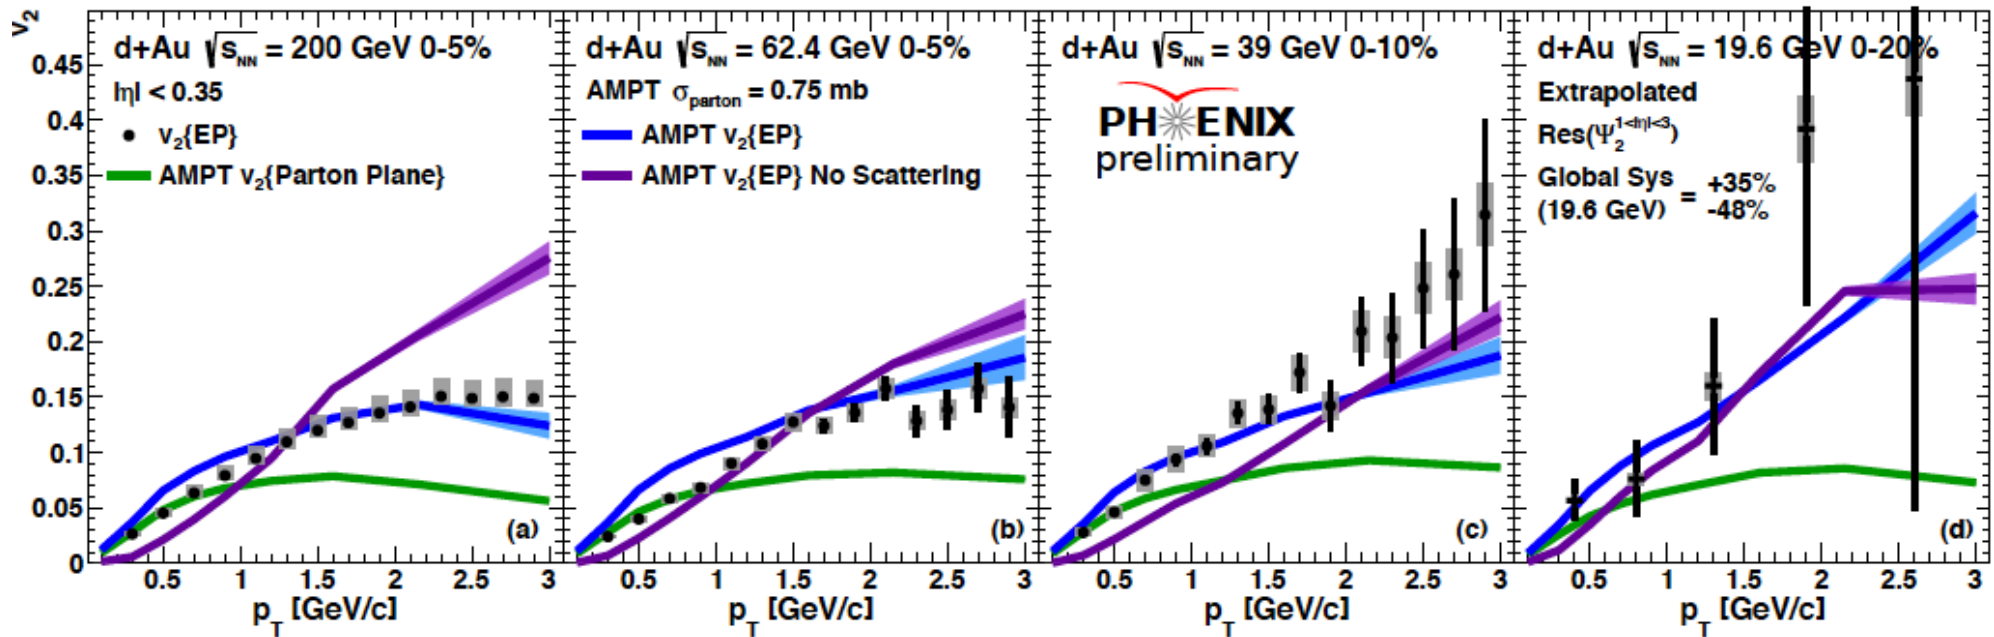 v₂
0.45
0.4
0.35
0.3
0.25
0.2
0.15
0.1
0.05
0
d+Au √sNN = 200 GeV 0-5%
|η| < 0.35
v₂{EP}
AMPT v₂{Parton Plane}
(a)
0.5 1 1.5 2 2.5 3
pT [GeV/c]
d+Au √sNN = 62.4 GeV 0-5%
AMPT σparton = 0.75 mb
AMPT v₂{EP}
AMPT v₂{EP} No Scattering
(b)
0.5 1 1.5 2 2.5 3
pT [GeV/c]
d+Au √sNN = 39 GeV 0-10%
PHENIX
preliminary
(c)
0.5 1 1.5 2 2.5 3
pT [GeV/c]
d+Au √sNN = 19.6 GeV 0-20%
Extrapolated
Res(Ψ₂^1<|η|<3)
Global Sys
(19.6 GeV) = +35%
-48%
(d)
0.5 1 1.5 2 2.5 3
pT [GeV/c]